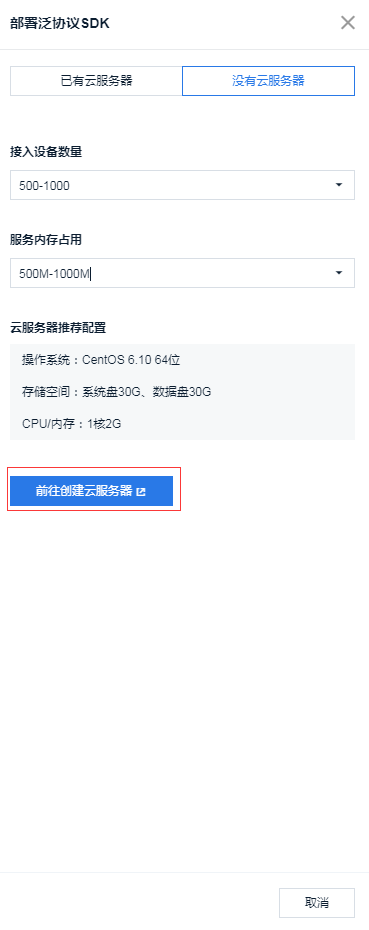 部署泛协议SDK
已有云服务器
没有云服务器
接入设备数量
500-1000
服务内存占用
500M-1000M
云服务器推荐配置
操作系统：CentOS 6.10 64位
存储空间：系统盘30G、数据盘30G
CPU/内存：1核2G
前往创建云服务器
取消